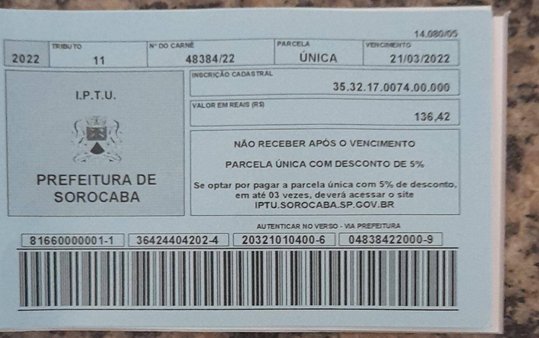 14.080/05
2022 TRIBUTO 11 Nº DO CARNÊ 48384/22 PARCELA ÚNICA VENCIMENTO 21/03/2022
INSCRIÇÃO CADASTRAL
35.32.17.0074.00.000
VALOR EM REAIS (R$)
136,42
I.P.T.U.
PREFEITURA DE
SOROCABA
NÃO RECEBER APÓS O VENCIMENTO
PARCELA ÚNICA COM DESCONTO DE 5%
Se optar por pagar a parcela única com 5% de desconto,
em até 03 vezes, deverá acessar o site
IPTU.SOROCABA.SP.GOV.BR
AUTENTICAR NO VERSO - VIA PREFEITURA
81660000001-1 36424404202-4 20321010400-6 04838422000-9